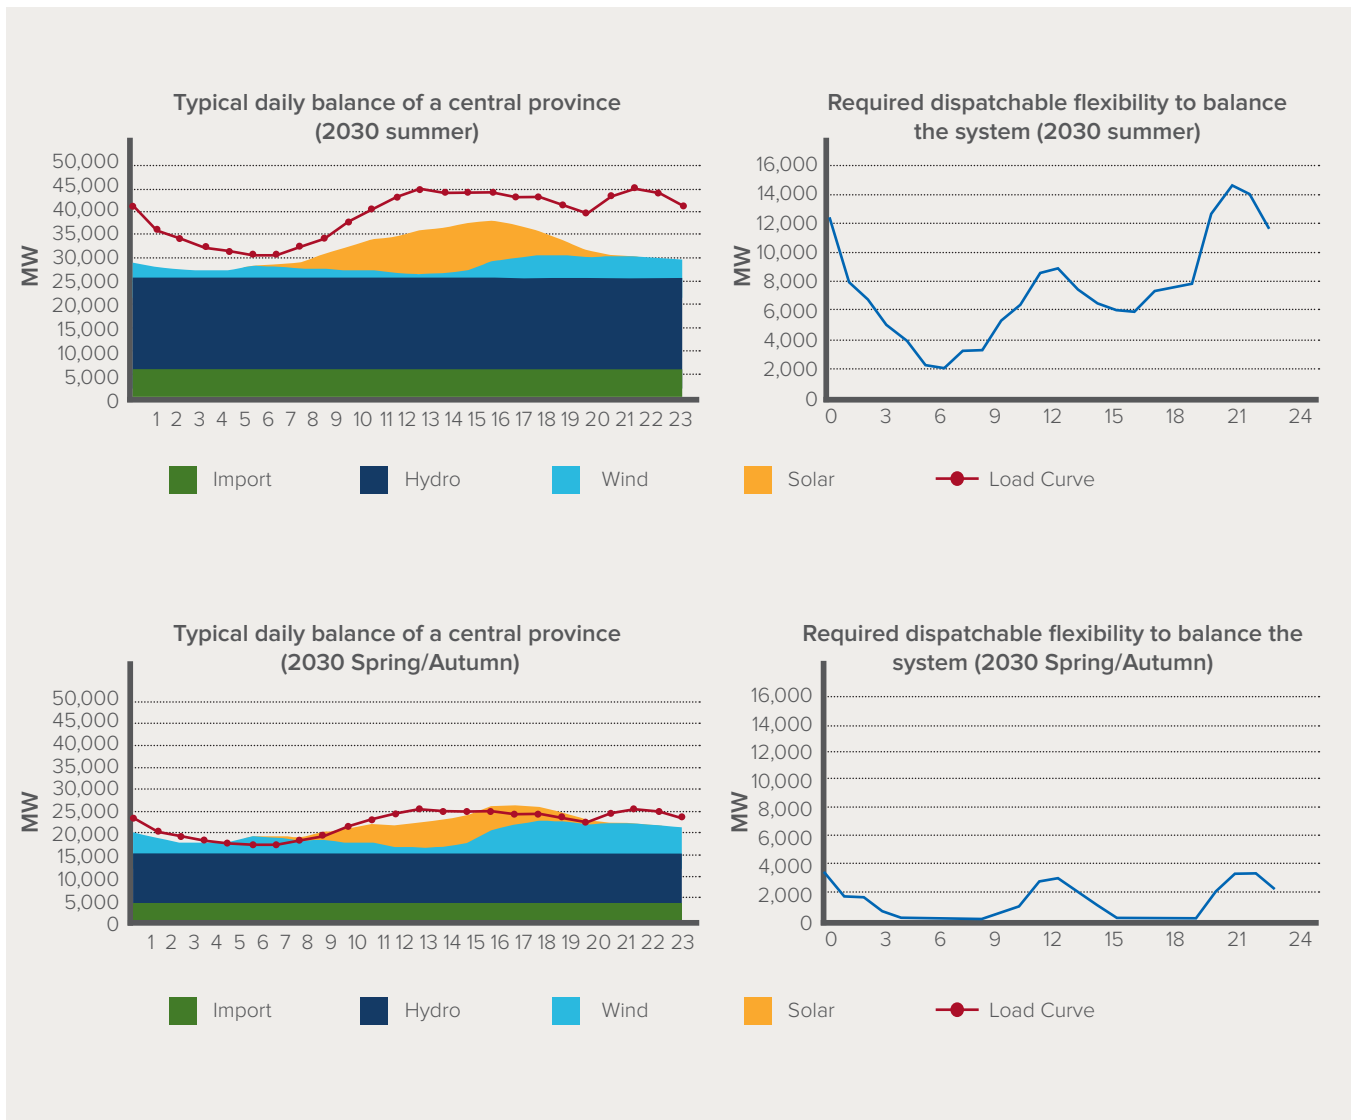 Typical daily balance of a central province
(2030 summer)
MW
50,000
45,000
40,000
35,000
30,000
25,000
20,000
15,000
10,000
5,000
0
1 2 3 4 5 6 7 8 9 10 11 12 13 14 15 16 17 18 19 20 21 22 23
Required dispatchable flexibility to balance
the system (2030 summer)
MW
16,000
14,000
12,000
10,000
8,000
6,000
4,000
2,000
0
0 3 6 9 12 15 18 21 24
Import Hydro Wind Solar Load Curve
Typical daily balance of a central province
(2030 Spring/Autumn)
MW
50,000
45,000
40,000
35,000
30,000
25,000
20,000
15,000
10,000
5,000
0
1 2 3 4 5 6 7 8 9 10 11 12 13 14 15 16 17 18 19 20 21 22 23
Required dispatchable flexibility to balance the
system (2030 Spring/Autumn)
MW
16,000
14,000
12,000
10,000
8,000
6,000
4,000
2,000
0
0 3 6 9 12 15 18 21 24
Import Hydro Wind Solar Load Curve